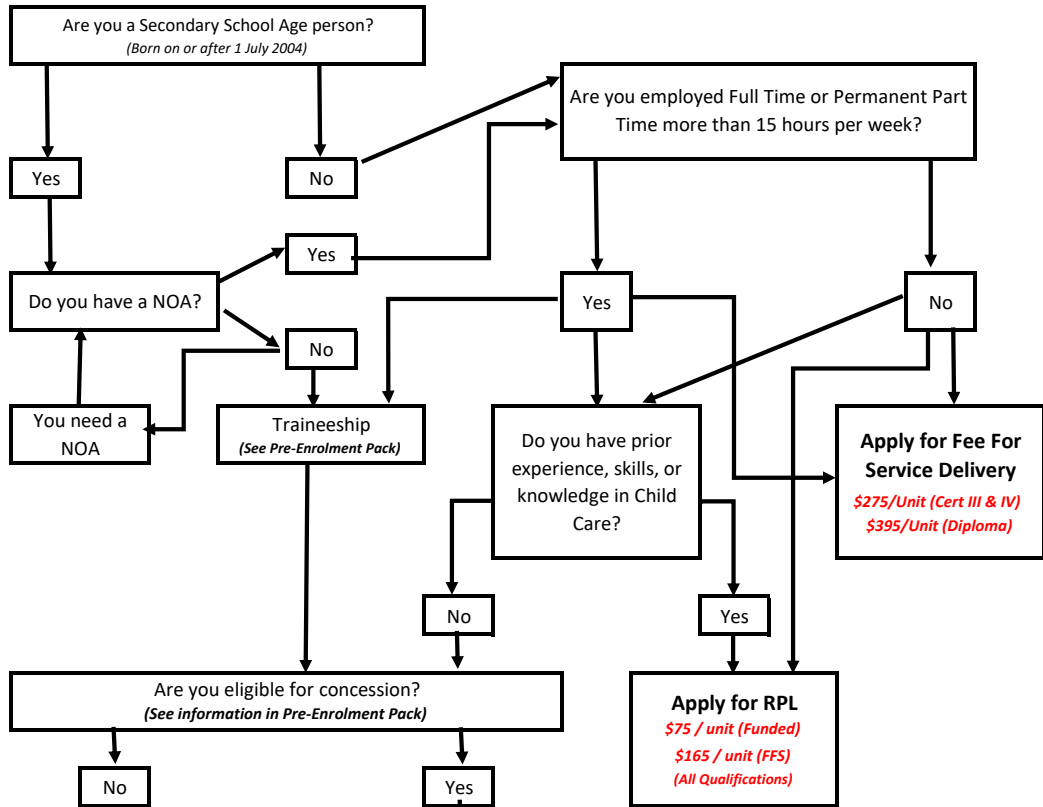 Are you a Secondary School Age person?
(Born on or after 1 July 2004)
Are you employed Full Time or Permanent Part
Time more than 15 hours per week?
Yes
No
Yes
Do you have a NOA?
Yes
No
No
You need a
NOA
Traineeship
(See Pre-Enrolment Pack)
Do you have prior
experience, skills, or
knowledge in Child
Care?
Apply for Fee For
Service Delivery
$275/Unit (Cert III & IV)
$395/Unit (Diploma)
No
Yes
Are you eligible for concession?
(See information in Pre-Enrolment Pack)
Apply for RPL
$75 / unit (Funded)
$165 / unit (FFS)
(All Qualifications)
No
Yes